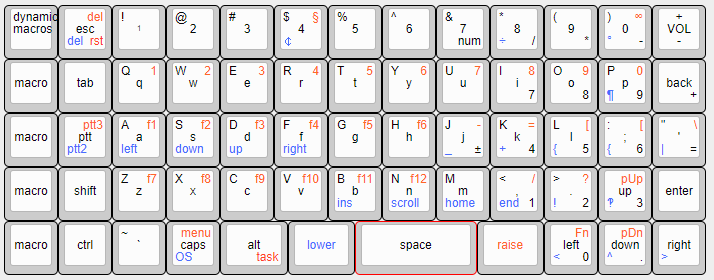 dynamic del ! @ # $ § % ^ & * ( ) ∞ +
macros esc 1 2 3 4 5 6 7 8 9 0 VOL
del rst ¢ num ÷ / * ° - -
Q 1 W 2 E 3 R 4 T 5 Y 6 U 7 I 8 O 9 P 0
macro tab q w e r t y u i o p back
7 8 ¶ 9 +
ptt3 A f1 S f2 D f3 F f4 G f5 H f6 J - K = L [ : [ " \
macro ptt a s d f g h j k l ; '
ptt2 left down up right _ ± + 4 { 5 { 6 | =
Z f7 X f8 C f9 V f10 B f11 N f12 M < / > ? pUp
macro shift z x c v b n m , . up enter
ins scroll home end 1 ! 2 ‽ 3
~ menu Fn pDn
macro ctrl ` caps alt lower space raise left down right
OS task < 0 ^ . >